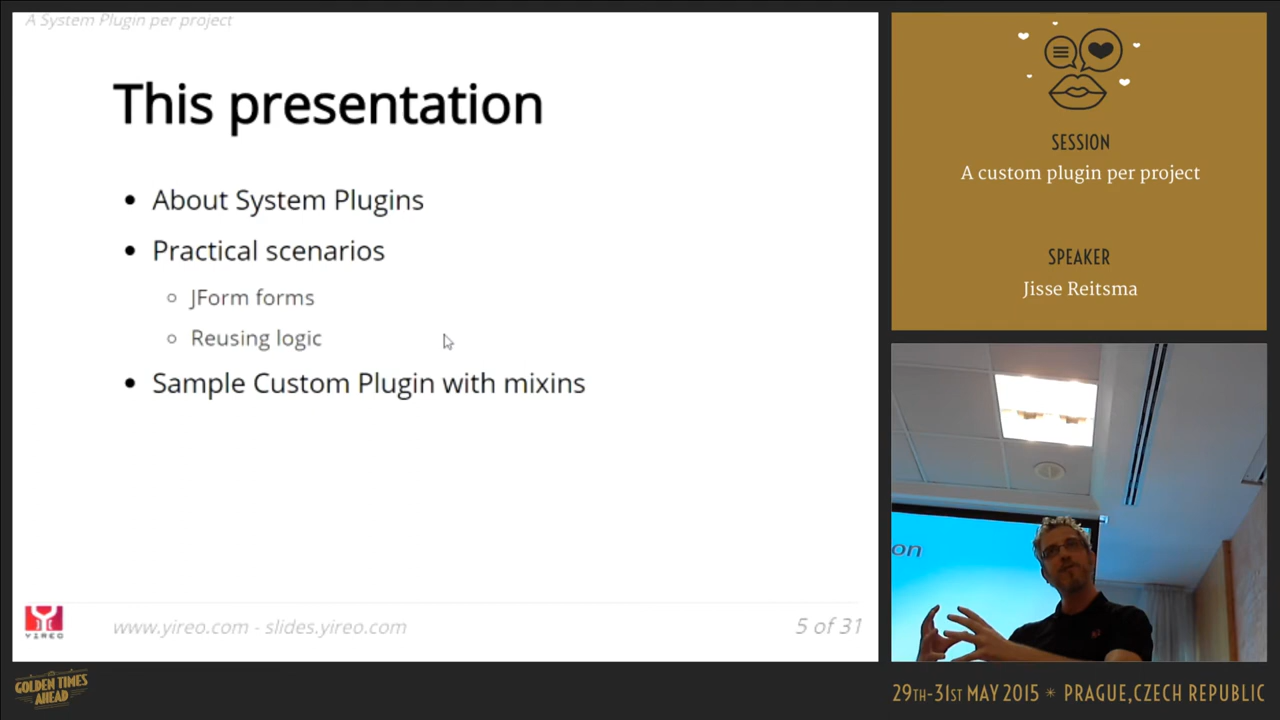 A System Plugin per project
This presentation
About System Plugins
Practical scenarios
JForm forms
Reusing logic
Sample Custom Plugin with mixins
YIREO
www.yireo.com - slides.yireo.com
5 of 31
SESSION
A custom plugin per project
SPEAKER
Jisse Reitsma
on
GOLDEN TIMES
AHEAD
29TH-31ST MAY 2015 * PRAGUE,CZECH REPUBLIC